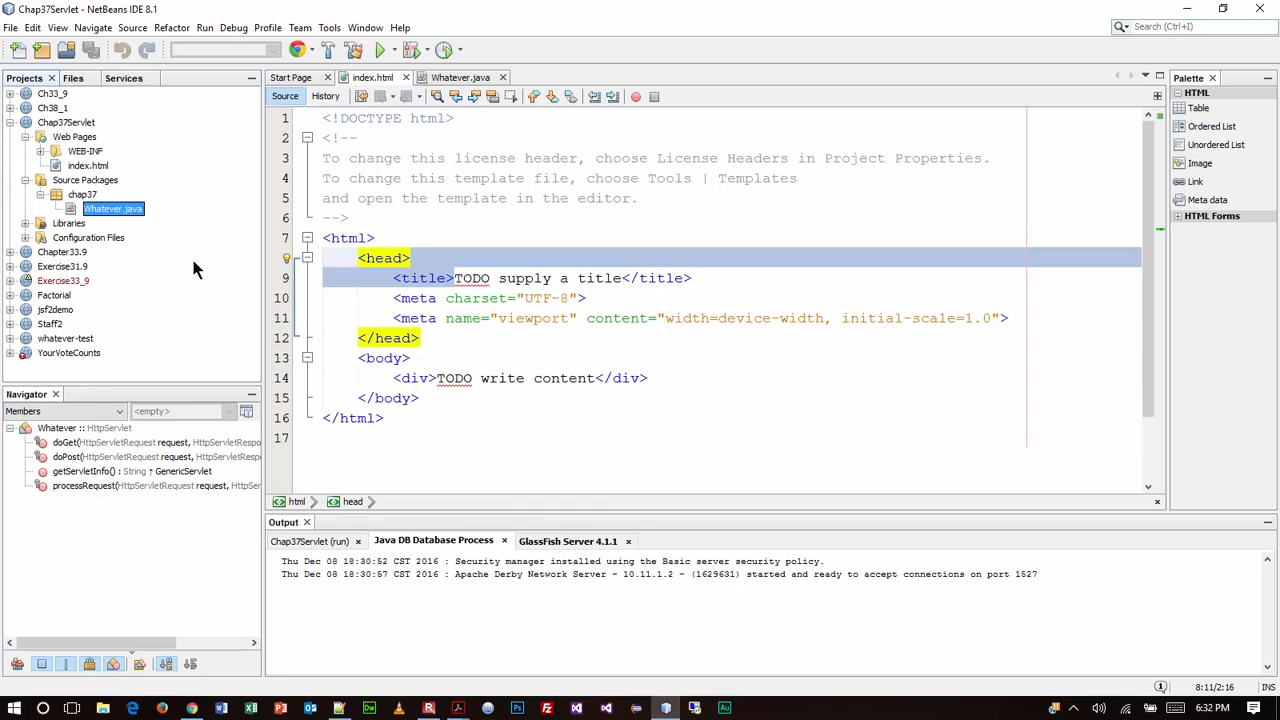 Chap37Servlet - NetBeans IDE 8.1
File Edit View Navigate Source Refactor Run Debug Profile Team Tools Window Help
Search (Ctrl+I)
Projects Files Services
Ch33_9
Ch38_1
Chap37Servlet
Web Pages
WEB-INF
index.html
Source Packages
chap37
Whatever.java
Libraries
Configuration Files
Chapter33.9
Exercise31.9
Exercise33_9
Factorial
jsf2demo
Staff2
whatever-test
YourVoteCounts
Navigator
Members <empty>
Whatever :: HttpServlet
doGet(HttpServletRequest request, HttpServletRespo
doPost(HttpServletRequest request, HttpServletRespo
getServletInfo() : String ↑ GenericServlet
processRequest(HttpServletRequest request, HttpSer
Start Page index.html Whatever.java
Source History
1 <!DOCTYPE html>
2 <!--
3 To change this license header, choose License Headers in Project Properties.
4 To change this template file, choose Tools | Templates
5 and open the template in the editor.
6 -->
7 <html>
8 <head>
9 <title>TODO supply a title</title>
10 <meta charset="UTF-8">
11 <meta name="viewport" content="width=device-width, initial-scale=1.0">
12 </head>
13 <body>
14 <div>TODO write content</div>
15 </body>
16 </html>
17
html head
Palette
HTML
Table
Ordered List
Unordered List
Image
Link
Meta data
HTML Forms
Output
Chap37Servlet (run) Java DB Database Process GlassFish Server 4.1.1
Thu Dec 08 18:30:52 CST 2016 : Security manager installed using the Basic server security policy.
Thu Dec 08 18:30:57 CST 2016 : Apache Derby Network Server - 10.11.1.2 - (1629631) started and ready to accept connections on port 1527
8:11/2:16 INS
6:32 PM